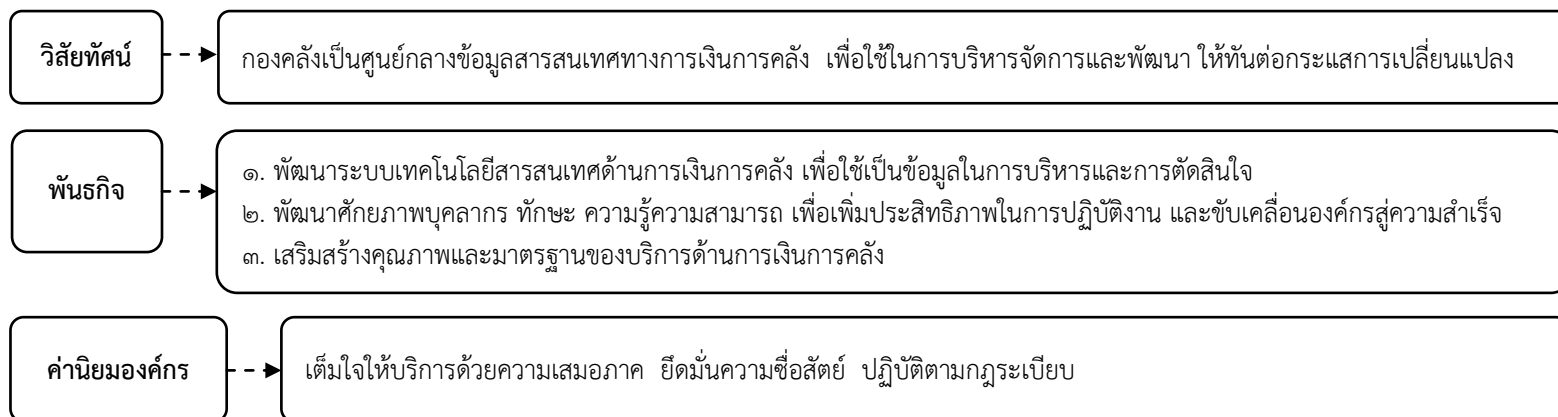 วิสัยทัศน์
กองคลังเป็นศูนย์กลางข้อมูลสารสนเทศทางการเงินการคลัง เพื่อใช้ในการบริหารจัดการและพัฒนา ให้ทันต่อกระแสการเปลี่ยนแปลง
พันธกิจ
๑. พัฒนาระบบเทคโนโลยีสารสนเทศด้านการเงินการคลัง เพื่อใช้เป็นข้อมูลในการบริหารและการตัดสินใจ
๒. พัฒนาศักยภาพบุคลากร ทักษะ ความรู้ความสามารถ เพื่อเพิ่มประสิทธิภาพในการปฏิบัติงาน และขับเคลื่อนองค์กรสู่ความสำเร็จ
๓. เสริมสร้างคุณภาพและมาตรฐานของบริการด้านการเงินการคลัง
ค่านิยมองค์กร
เต็มใจให้บริการด้วยความเสมอภาค ยึดมั่นความซื่อสัตย์ ปฏิบัติตามกฎระเบียบ